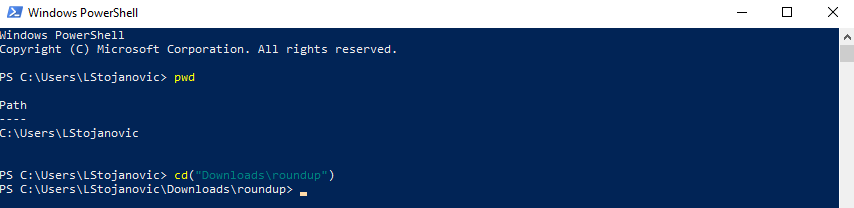 Windows PowerShell
Windows PowerShell
Copyright (C) Microsoft Corporation. All rights reserved.
PS C:\Users\LStojanovic> pwd
Path
----
C:\Users\LStojanovic
PS C:\Users\LStojanovic> cd("Downloads\roundup")
PS C:\Users\LStojanovic\Downloads\roundup>